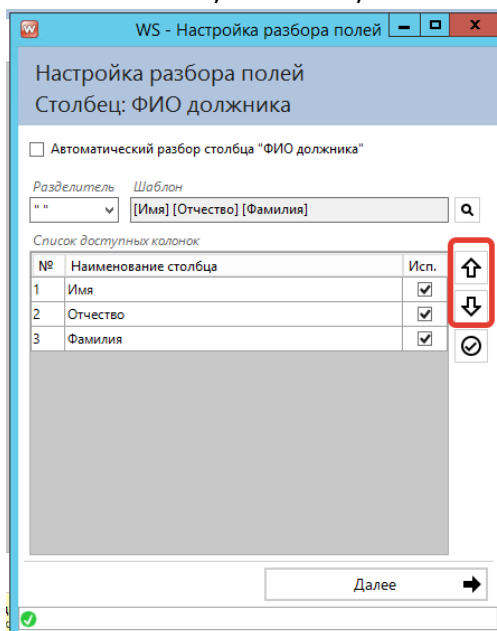 WS - Настройка разбора полей
Настройка разбора полей
Столбец: ФИО должника
Автоматический разбор столбца "ФИО должника"
Разделитель Шаблон
" " [Имя] [Отчество] [Фамилия]
Список доступных колонок
№ Наименование столбца Исп.
1 Имя
2 Отчество
3 Фамилия
Далее